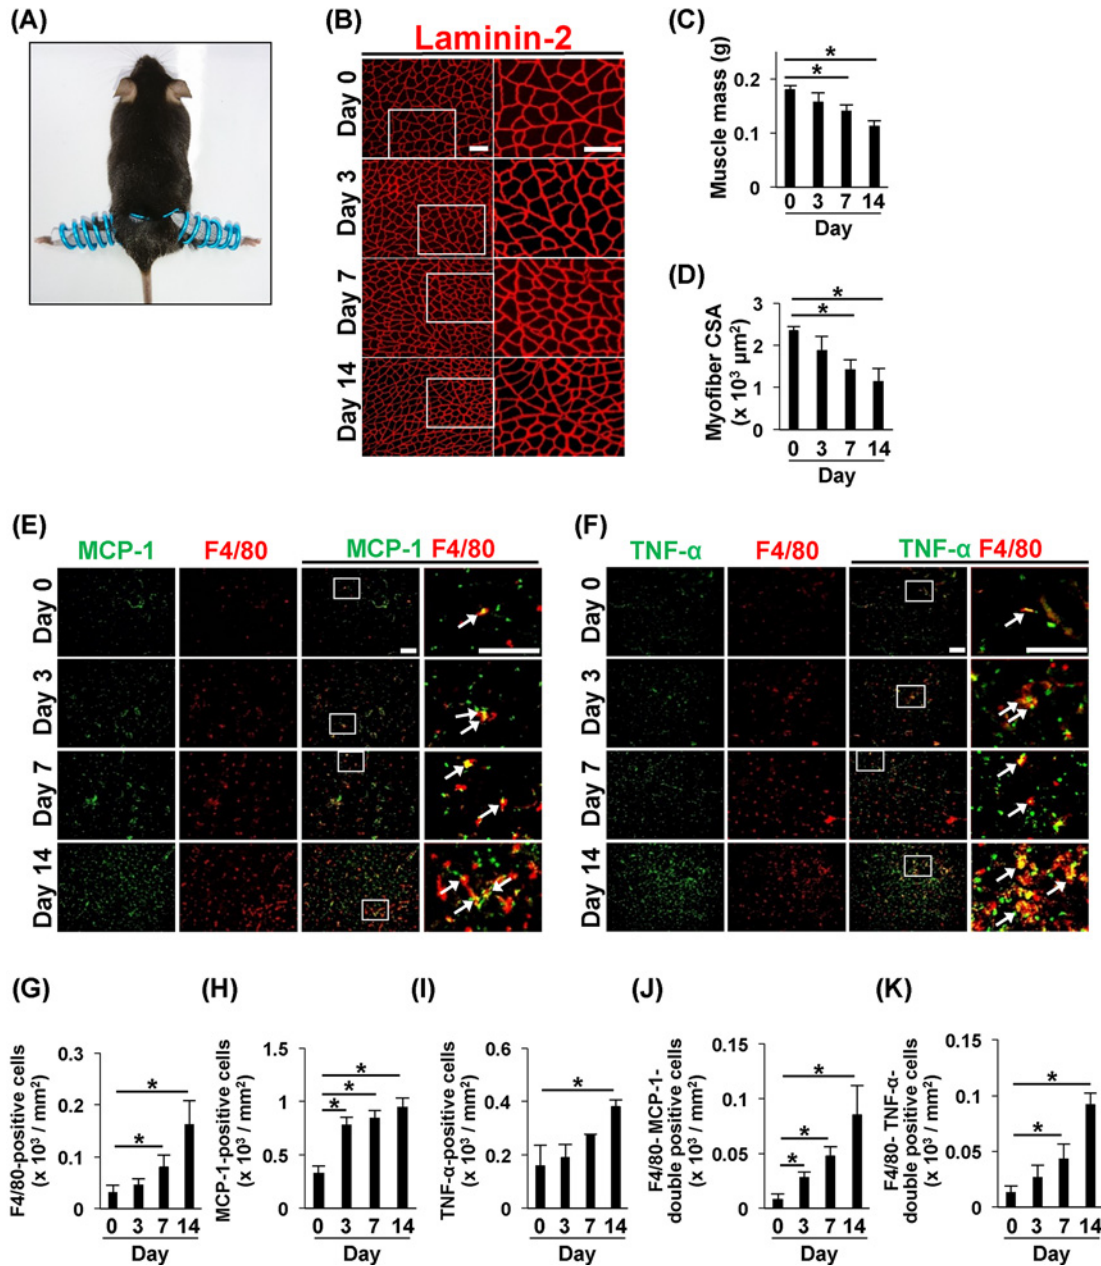 (A)
(B)
Laminin-2
Day 0
Day 3
Day 7
Day 14
(C)
Muscle mass (g)
0.2
0.1
0
* *
0 3 7 14
Day
(D)
Myofiber CSA
(x 10³ µm²)
3
2
1
0
* *
0 3 7 14
Day
(E)
MCP-1 F4/80 MCP-1 F4/80
Day 0
Day 3
Day 7
Day 14
(F)
TNF-α F4/80 TNF-α F4/80
Day 0
Day 3
Day 7
Day 14
(G)
F4/80-positive cells
(x 10³ / mm²)
0.3
0.2
0.1
0
* *
0 3 7 14
Day
(H)
MCP-1-positive cells
(x 10³ / mm²)
1.5
1
0.5
0
* * *
0 3 7 14
Day
(I)
TNF-α-positive cells
(x 10³ / mm²)
0.6
0.4
0.2
0
*
0 3 7 14
Day
(J)
F4/80- MCP-1-
double positive cells
(x 10³ / mm²)
0.15
0.1
0.05
0
* * *
0 3 7 14
Day
(K)
F4/80- TNF-α-
double positive cells
(x 10³ / mm²)
0.15
0.1
0.05
0
* *
0 3 7 14
Day